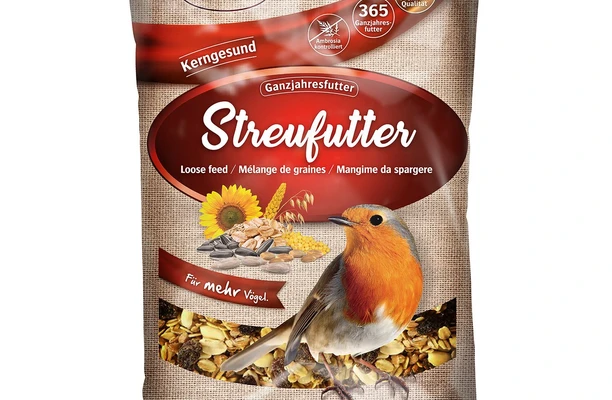 Qualität
365
Ganzjahres-
futter
Ambrosia
kontrolliert
Kerngesund
Ganzjahresfutter
Streufutter
Loose feed / Mélange de graines / Mangime da spargere
Für mehr Vögel.